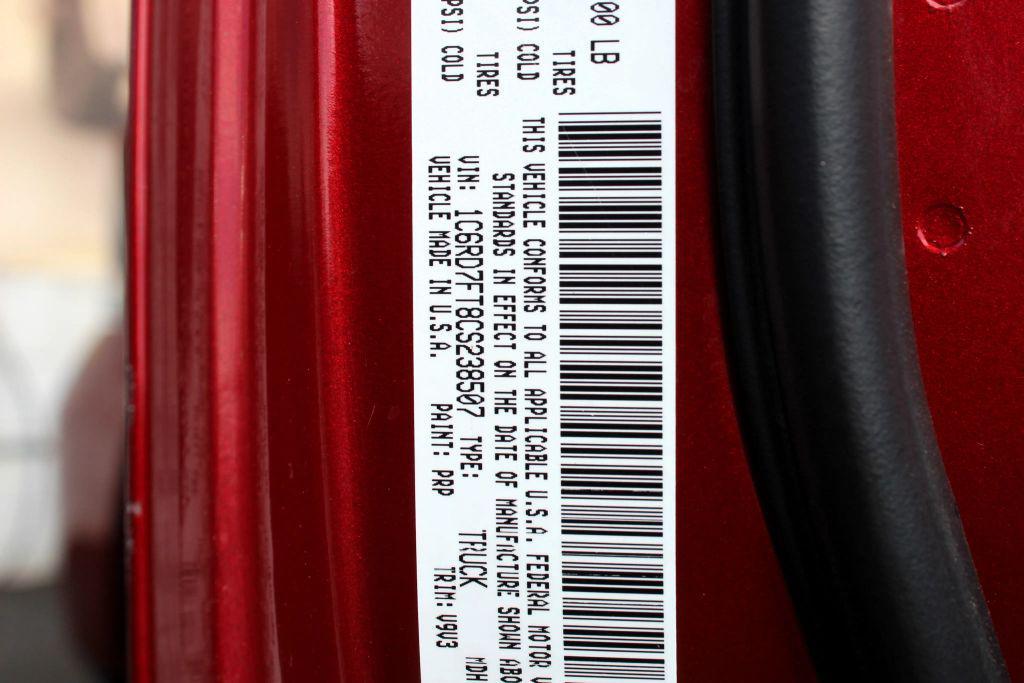 00 LB
TIRES
PSI) COLD
TIRES
PSI) COLD
THIS VEHICLE CONFORMS TO ALL APPLICABLE U.S.A. FEDERAL MOTOR V
STANDARDS IN EFFECT ON THE DATE OF MANUFACTURE SHOWN ABO
VIN: 1C6RD7FT8CS238507 TYPE: TRUCK MDH
VEHICLE MADE IN U.S.A. PAINT: PRP TRIM: V9V3